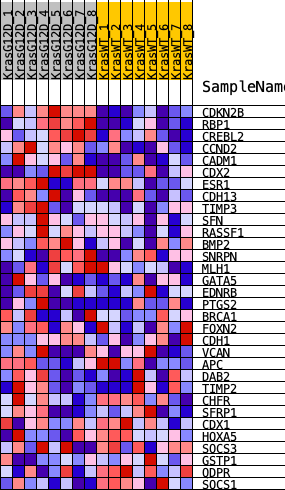 KrasG12D_1
KrasG12D_2
KrasG12D_3
KrasG12D_4
KrasG12D_5
KrasG12D_6
KrasG12D_7
KrasG12D_8
KrasWT_1
KrasWT_2
KrasWT_3
KrasWT_4
KrasWT_5
KrasWT_6
KrasWT_7
KrasWT_8
SampleName
CDKN2B
RBP1
CREBL2
CCND2
CADM1
CDX2
ESR1
CDH13
TIMP3
SFN
RASSF1
BMP2
SNRPN
MLH1
GATA5
EDNRB
PTGS2
BRCA1
FOXN2
CDH1
VCAN
APC
DAB2
TIMP2
CHFR
SFRP1
CDX1
HOXA5
SOCS3
GSTP1
QDPR
SOCS1